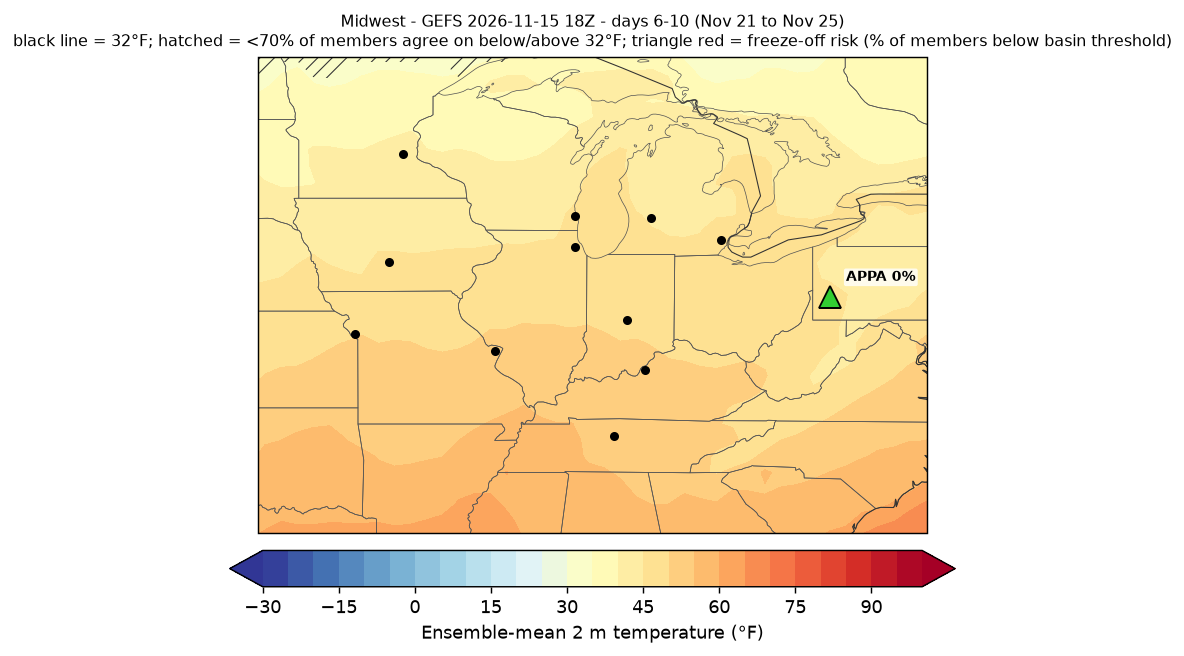 Midwest - GEFS 2026-11-15 18Z - days 6-10 (Nov 21 to Nov 25)
black line = 32°F; hatched = <70% of members agree on below/above 32°F; triangle red = freeze-off risk (% of members below basin threshold)
APPA 0%
−30 −15 0 15 30 45 60 75 90
Ensemble-mean 2 m temperature (°F)